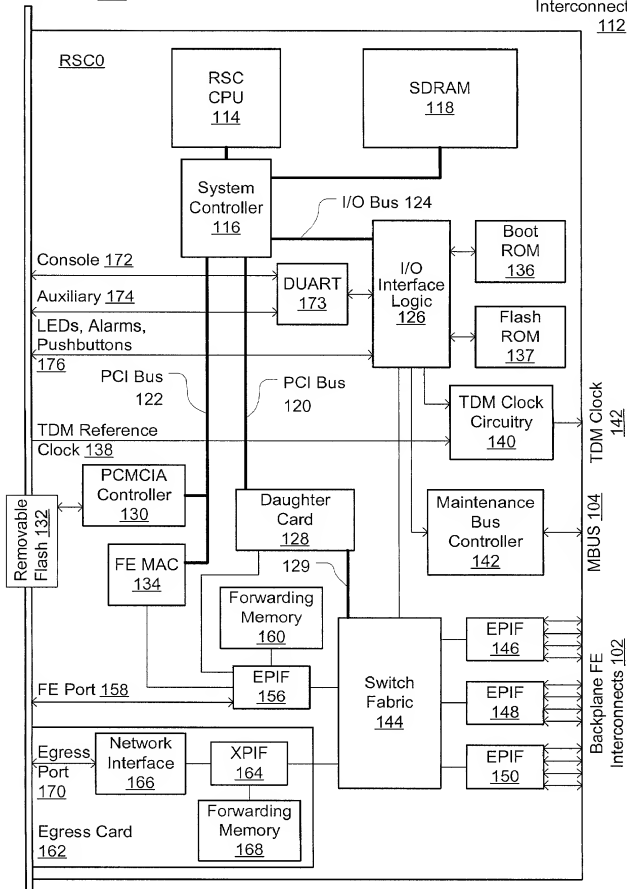 Interconnect
112
RSC0
RSC
CPU
114
SDRAM
118
System
Controller
116
I/O Bus 124
I/O
Interface
Logic
126
Boot
ROM
136
Console 172
DUART
173
Auxiliary 174
Flash
ROM
137
LEDs, Alarms,
Pushbuttons
176
PCI Bus
122
PCI Bus
120
TDM Clock
Circuitry
140
TDM Clock
142
TDM Reference
Clock 138
PCMCIA
Controller
130
Removable
Flash 132
Daughter
Card
128
Maintenance
Bus
Controller
142
MBUS 104
FE MAC
134
129
Forwarding
Memory
160
EPIF
146
EPIF
156
Switch
Fabric
144
FE Port 158
EPIF
148
Backplane FE
Interconnects 102
Egress
Port
170
Network
Interface
166
XPIF
164
EPIF
150
Forwarding
Memory
168
Egress Card
162